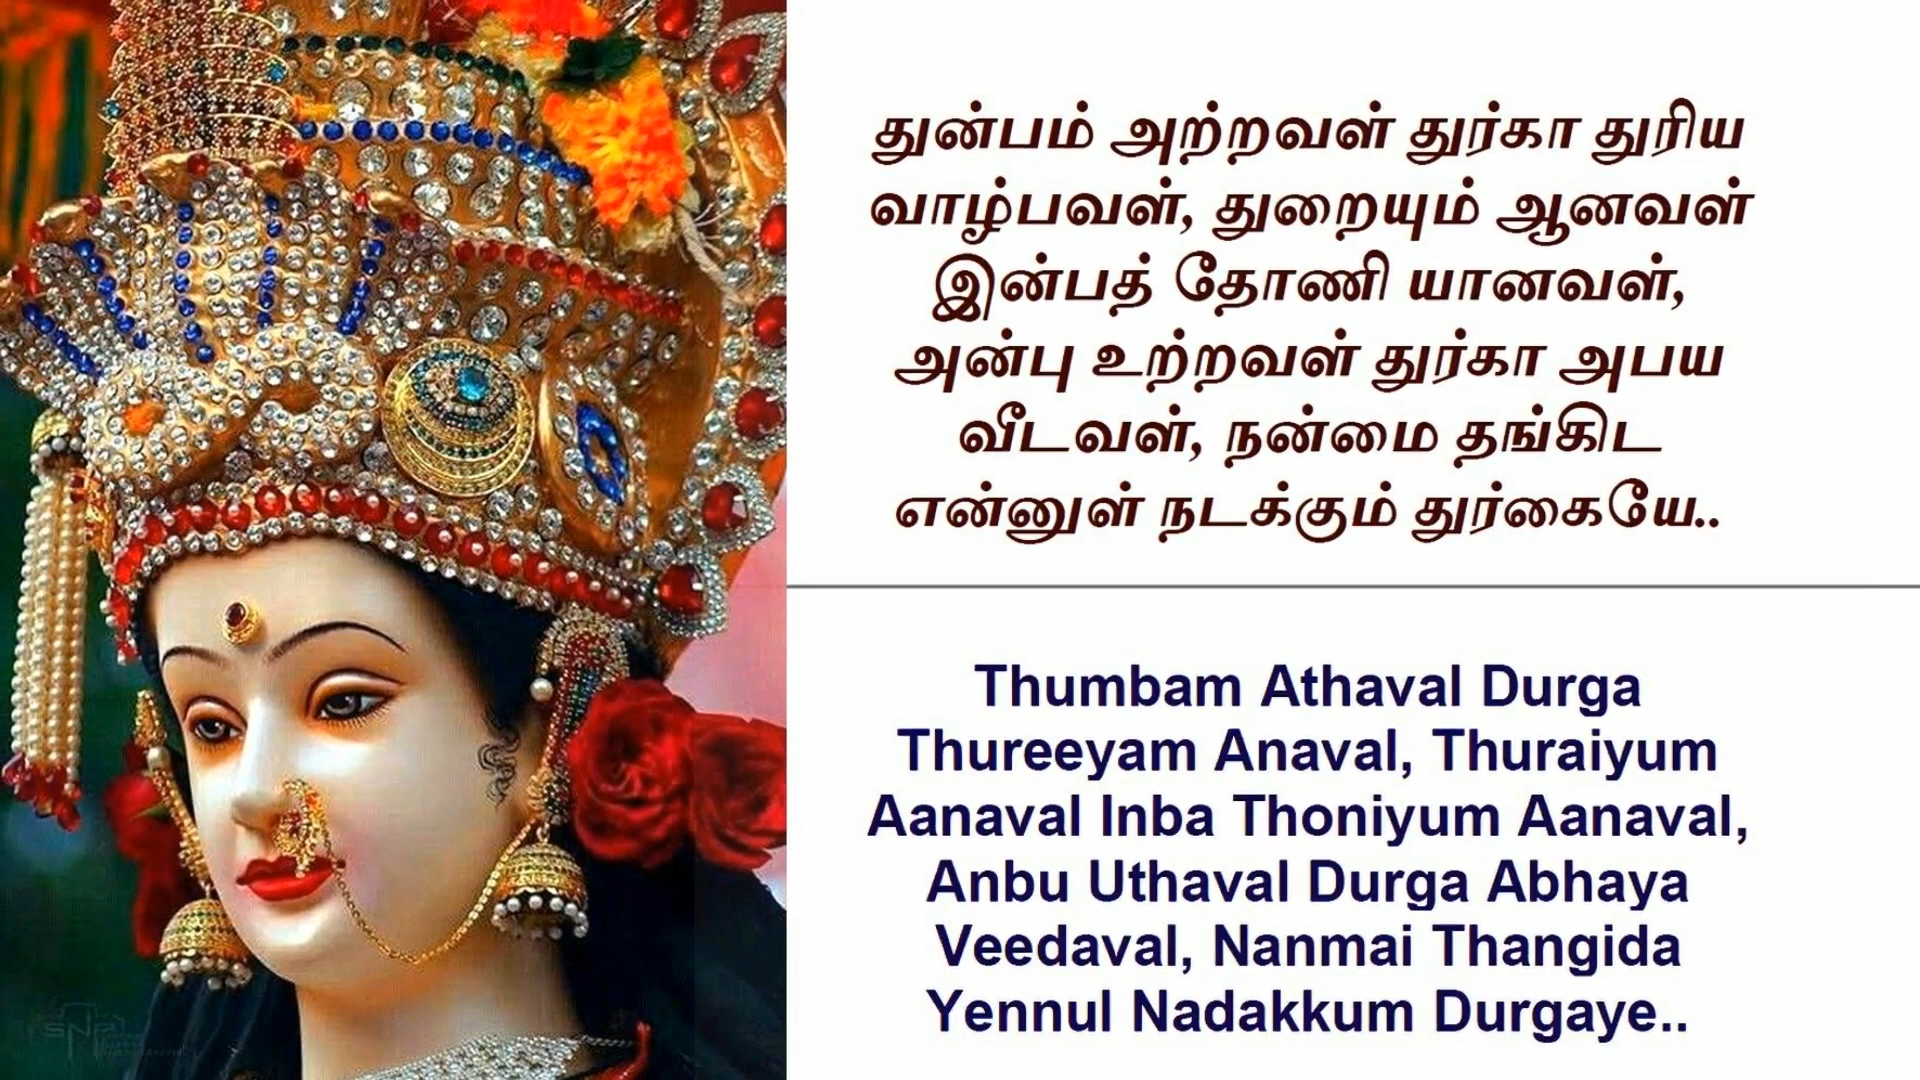 துன்பம் அற்றவள் துர்கா துரிய
வாழ்பவள், துறையும் ஆனவள்
இன்பத் தோணி யானவள்,
அன்பு உற்றவள் துர்கா அபய
வீடவள், நன்மை தங்கிட
என்னுள் நடக்கும் துர்கையே..
Thumbam Athaval Durga
Thureeyam Anaval, Thuraiyum
Aanaval Inba Thoniyum Aanaval,
Anbu Uthaval Durga Abhaya
Veedaval, Nanmai Thangida
Yennul Nadakkum Durgaye..